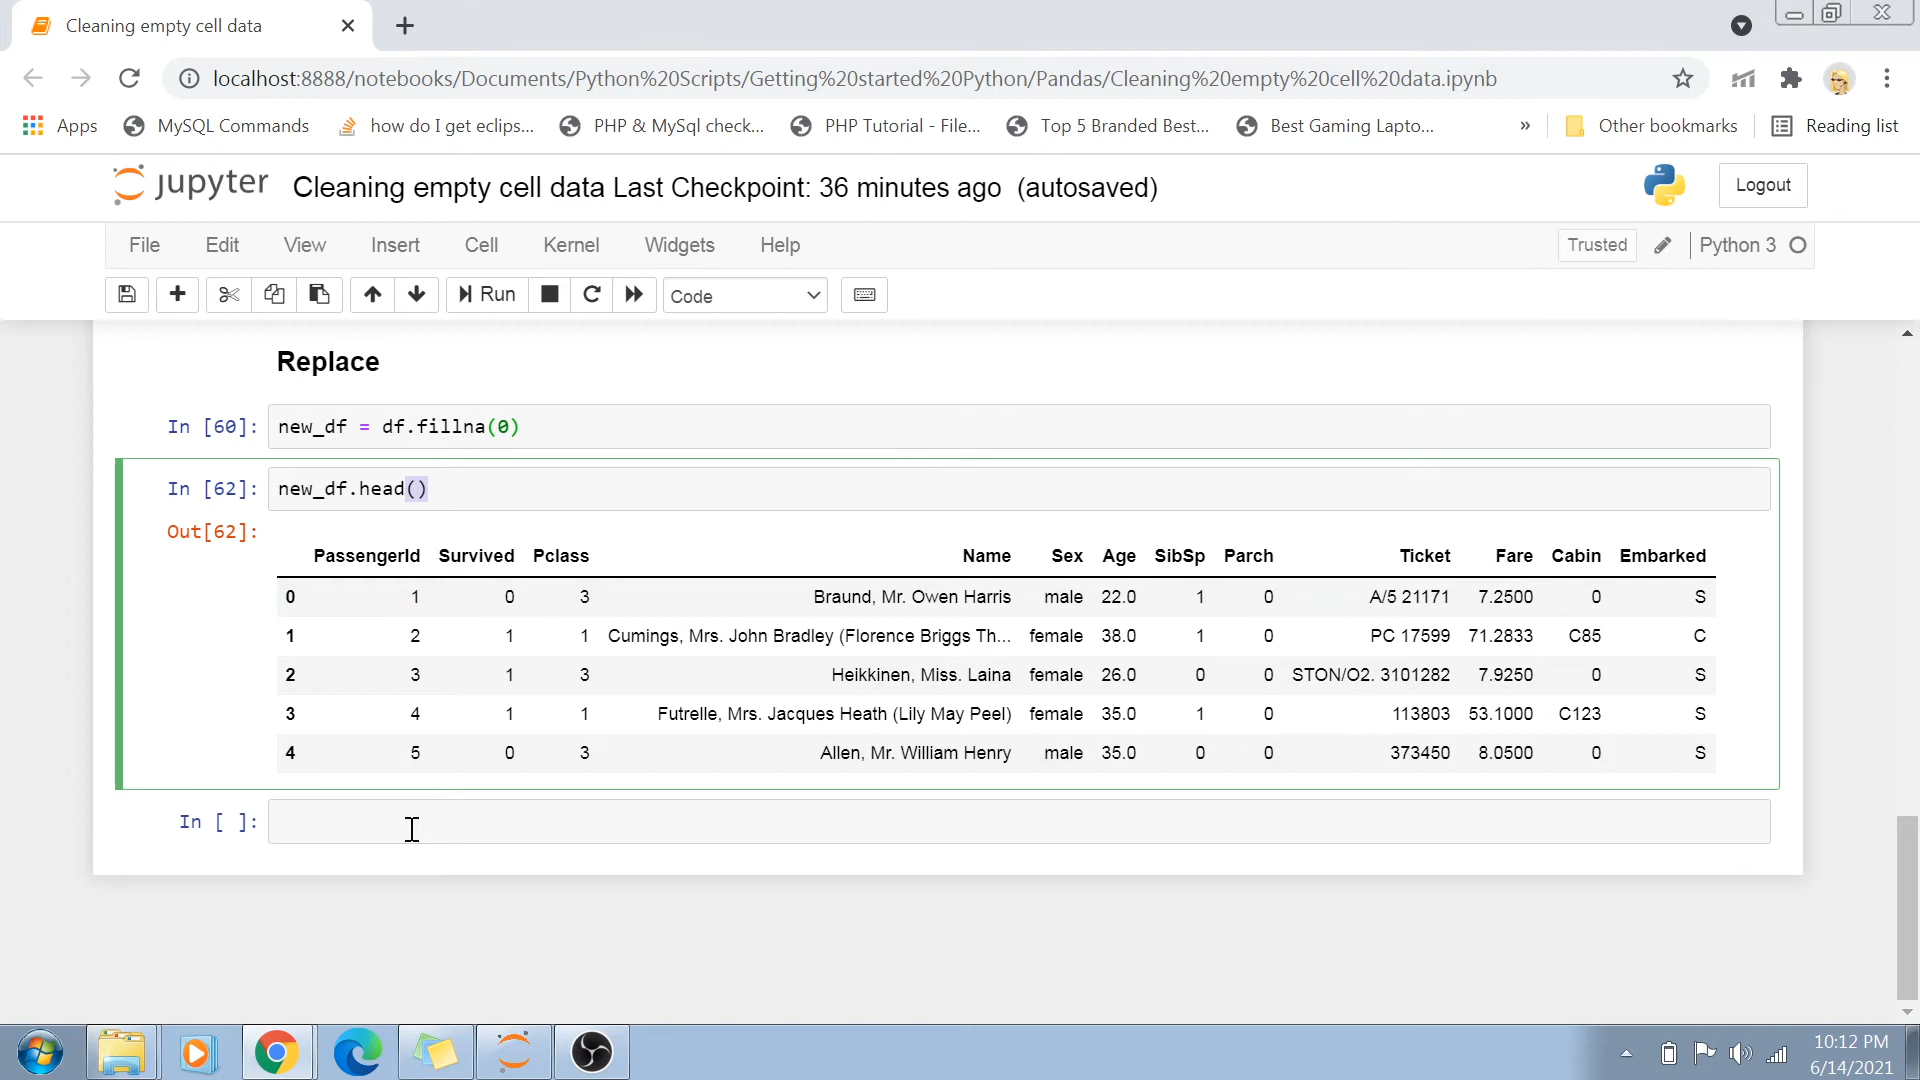 Cleaning empty cell data
localhost:8888/notebooks/Documents/Python%20Scripts/Getting%20started%20Python/Pandas/Cleaning%20empty%20cell%20data.ipynb
Apps MySQL Commands how do I get eclips... PHP & MySql check... PHP Tutorial - File... Top 5 Branded Best... Best Gaming Lapto... » Other bookmarks Reading list
jupyter Cleaning empty cell data Last Checkpoint: 36 minutes ago (autosaved) Logout
File Edit View Insert Cell Kernel Widgets Help Trusted Python 3
Run Code
Replace
In [60]: new_df = df.fillna(0)
In [62]: new_df.head()
Out[62]:
PassengerId Survived Pclass Name Sex Age SibSp Parch Ticket Fare Cabin Embarked
0 1 0 3 Braund, Mr. Owen Harris male 22.0 1 0 A/5 21171 7.2500 0 S
1 2 1 1 Cumings, Mrs. John Bradley (Florence Briggs Th... female 38.0 1 0 PC 17599 71.2833 C85 C
2 3 1 3 Heikkinen, Miss. Laina female 26.0 0 0 STON/O2. 3101282 7.9250 0 S
3 4 1 1 Futrelle, Mrs. Jacques Heath (Lily May Peel) female 35.0 1 0 113803 53.1000 C123 S
4 5 0 3 Allen, Mr. William Henry male 35.0 0 0 373450 8.0500 0 S
In [ ]:
10:12 PM
6/14/2021